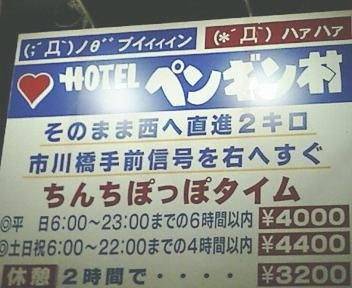 (;´Д`)ノθ゛゛ブイィィィン (*´Д`)ハァハァ
HOTEL ペンギン村
そのまま西へ直進2キロ
市川橋手前信号を右へすぐ
ちんちぽっぽタイム
◎平 日6:00~23:00までの6時間以内 ¥4000
◎土日祝6:00~22:00までの4時間以内 ¥4400
休憩 2時間で・・・・ ¥3200